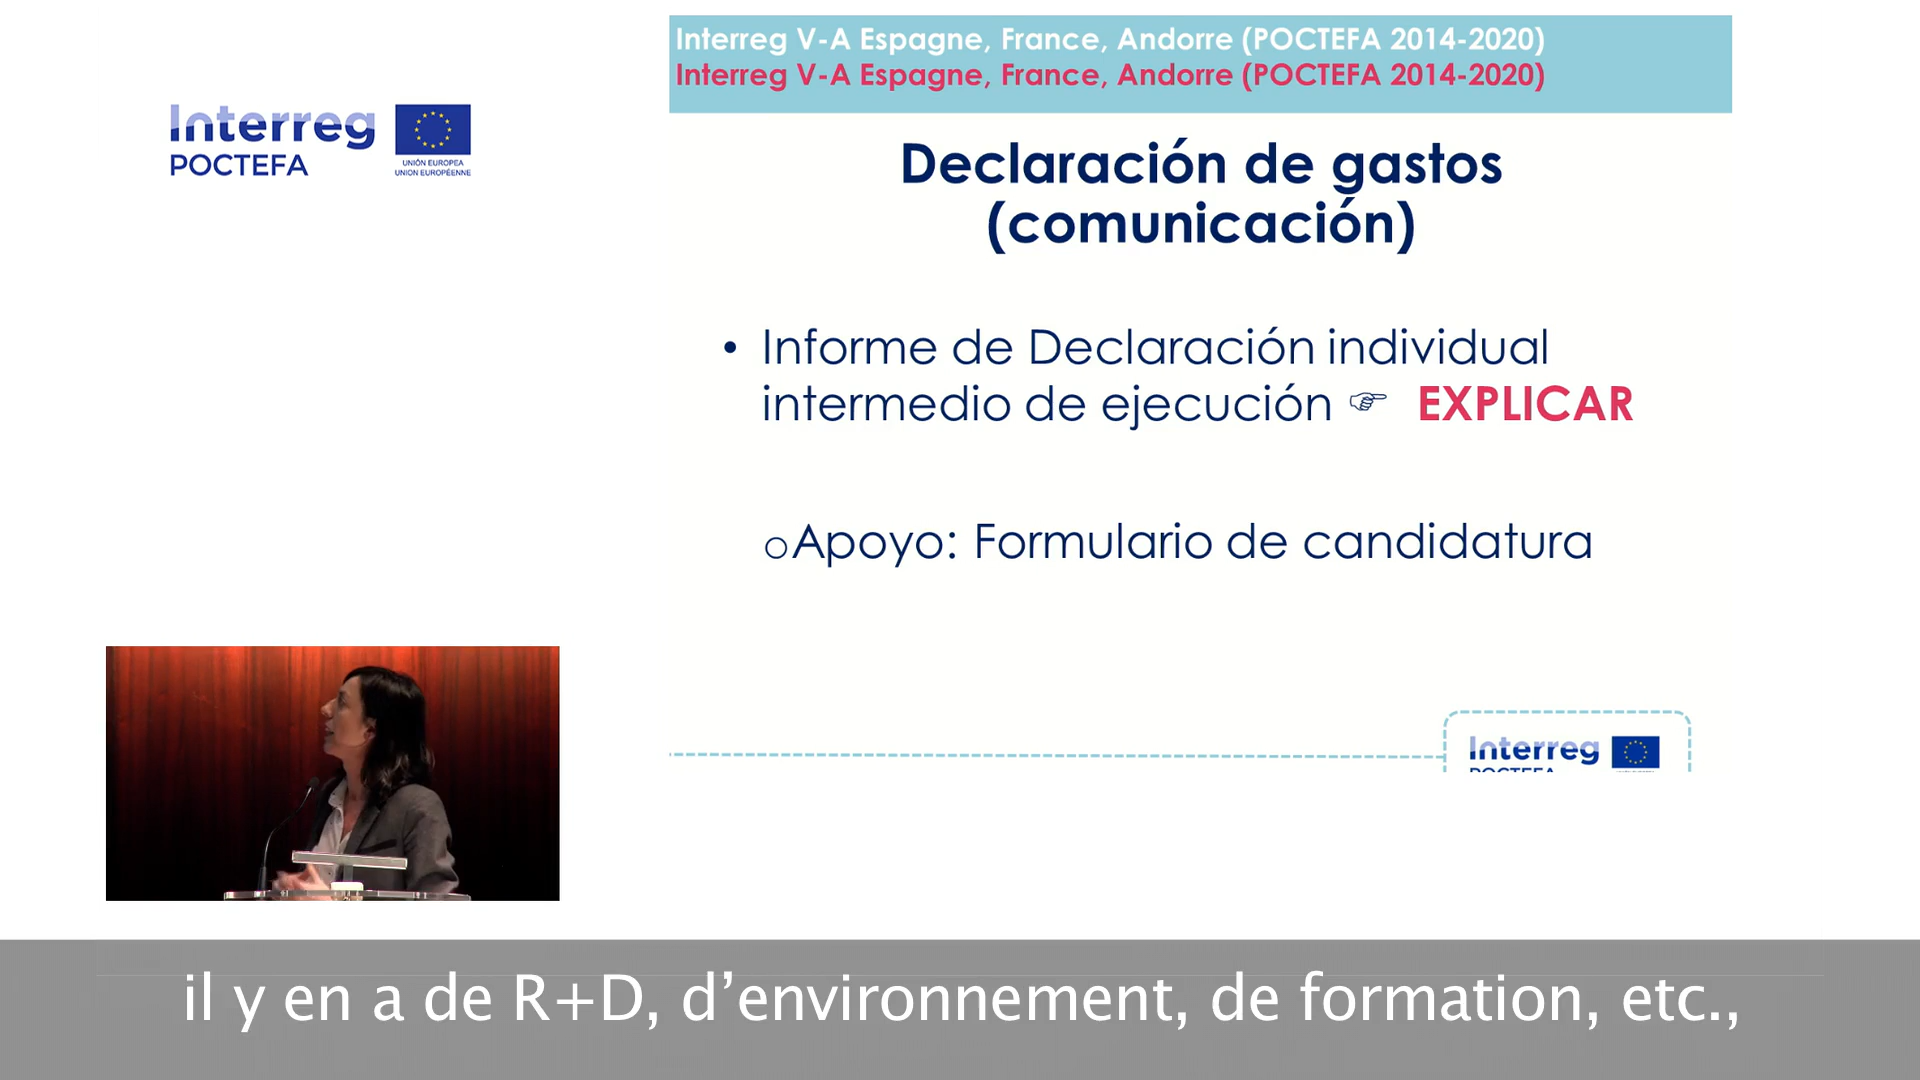 Interreg V-A Espagne, France, Andorre (POCTEFA 2014-2020)
Interreg V-A Espagne, France, Andorre (POCTEFA 2014-2020)
Interreg
POCTEFA
UNIÓN EUROPEA
UNION EUROPÉENNE
Declaración de gastos
(comunicación)
• Informe de Declaración individual
intermedio de ejecución ☞ EXPLICAR
oApoyo: Formulario de candidatura
Interreg
POCTEFA
il y en a de R+D, d’environnement, de formation, etc.,